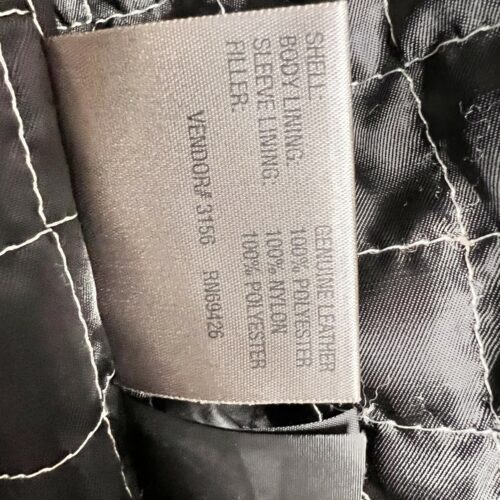 SHELL: GENUINE LEATHER
BODY LINING: 100% POLYESTER
SLEEVE LINING: 100% NYLON
FILLER: 100% POLYESTER
VENDOR# 3156 RN69426